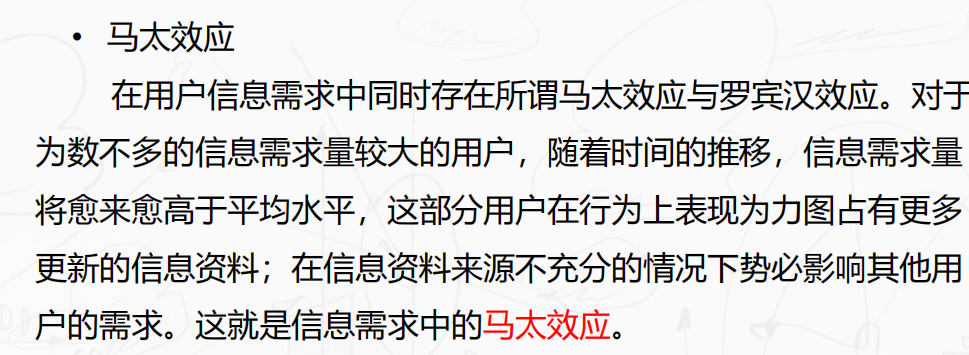 • 马太效应
在用户信息需求中同时存在所谓马太效应与罗宾汉效应。对于
为数不多的信息需求量较大的用户，随着时间的推移，信息需求量
将愈来愈高于平均水平，这部分用户在行为上表现为力图占有更多
更新的信息资料；在信息资料来源不充分的情况下势必影响其他用
户的需求。这就是信息需求中的马太效应。